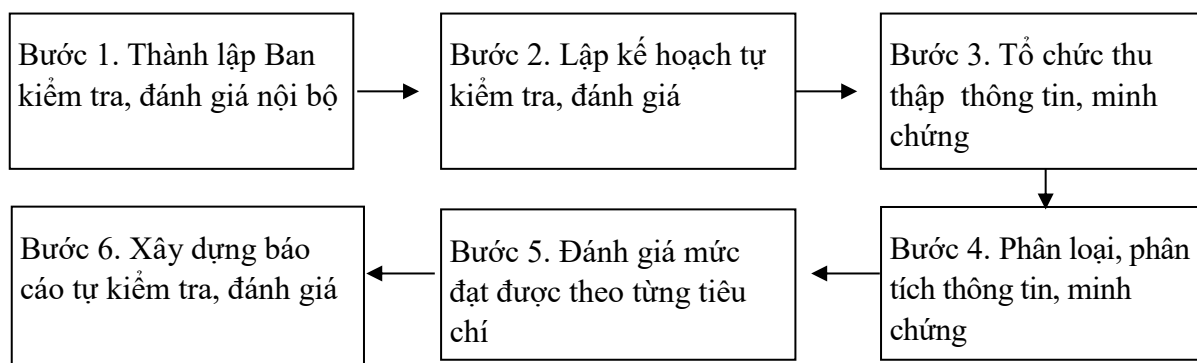 Bước 1. Thành lập Ban
kiểm tra, đánh giá nội bộ
Bước 2. Lập kế hoạch tự
kiểm tra, đánh giá
Bước 3. Tổ chức thu
thập thông tin, minh
chứng
Bước 4. Phân loại, phân
tích thông tin, minh
chứng
Bước 5. Đánh giá mức
đạt được theo từng tiêu
chí
Bước 6. Xây dựng báo
cáo tự kiểm tra, đánh giá